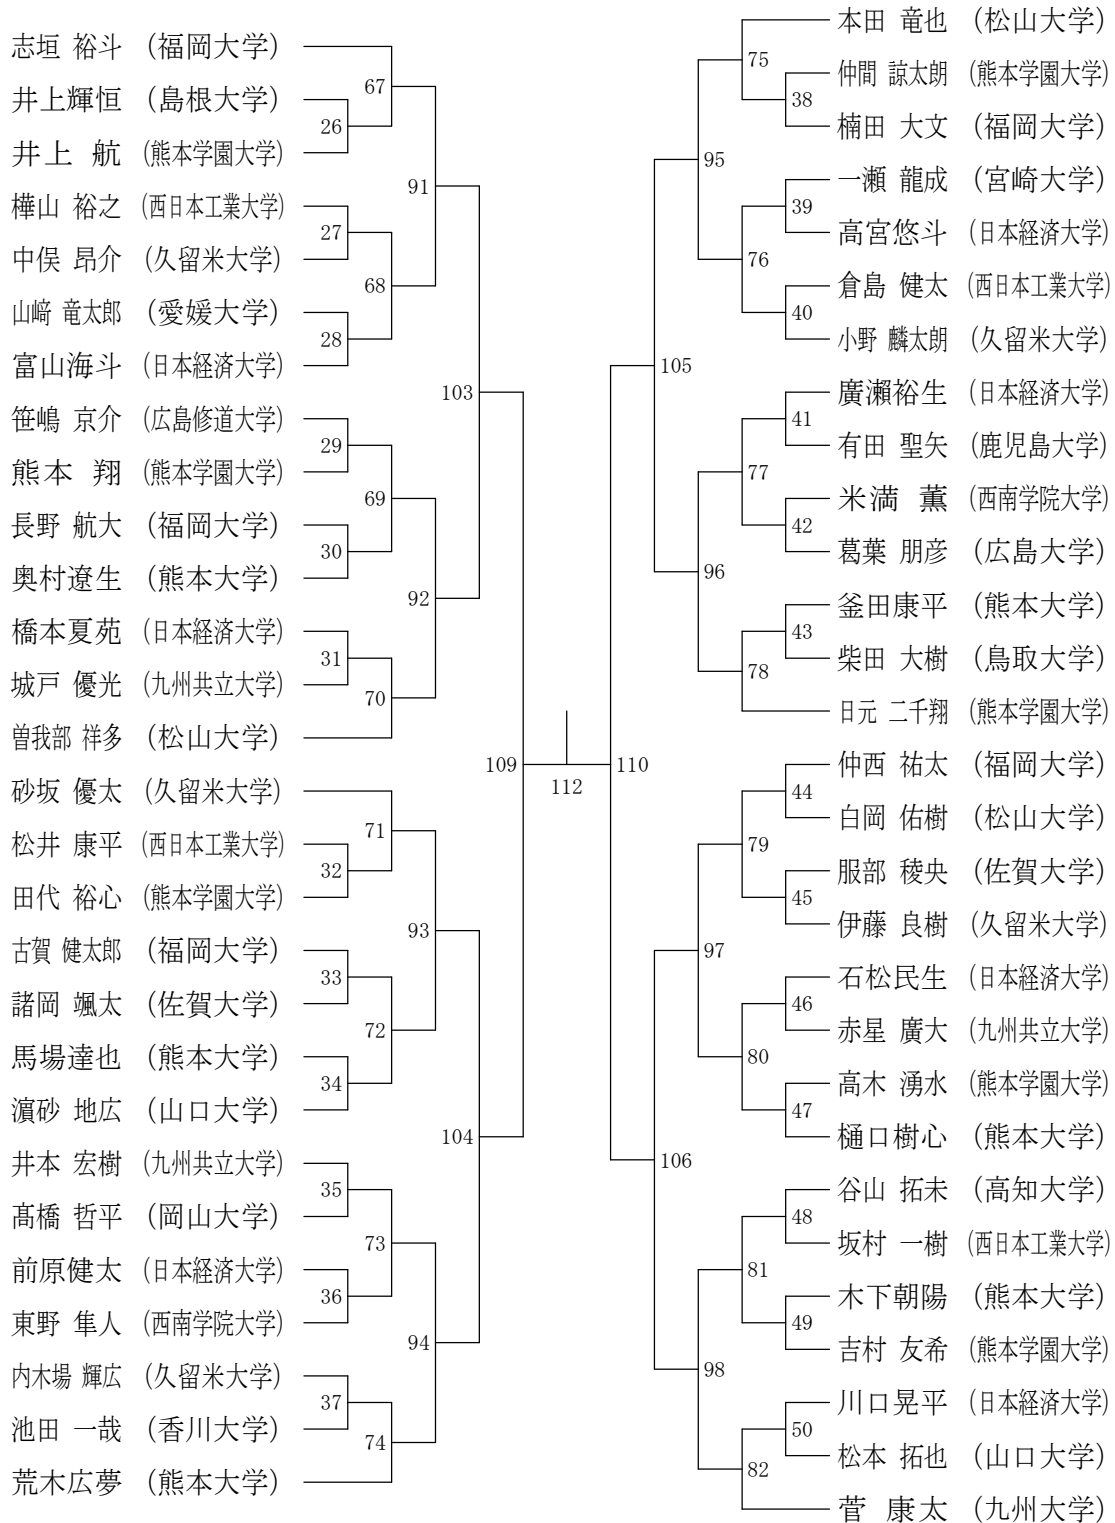 志垣 裕斗 （福岡大学）
井上輝恒 （島根大学）
井上 航 （熊本学園大学）
樺山 裕之 （西日本工業大学）
中俣 昂介 （久留米大学）
山﨑 竜太郎 （愛媛大学）
富山海斗 （日本経済大学）
笹嶋 京介 （広島修道大学）
熊本 翔 （熊本学園大学）
長野 航大 （福岡大学）
奥村遼生 （熊本大学）
橋本夏苑 （日本経済大学）
城戸 優光 （九州共立大学）
曽我部 祥多 （松山大学）
砂坂 優太 （久留米大学）
松井 康平 （西日本工業大学）
田代 裕心 （熊本学園大学）
古賀 健太郎 （福岡大学）
諸岡 颯太 （佐賀大学）
馬場達也 （熊本大学）
濵砂 地広 （山口大学）
井本 宏樹 （九州共立大学）
髙橋 哲平 （岡山大学）
前原健太 （日本経済大学）
東野 隼人 （西南学院大学）
内木場 輝広 （久留米大学）
池田 一哉 （香川大学）
荒木広夢 （熊本大学）
67
26
91
27
68
28
103
29
69
30
92
31
70
109
71
32
93
33
72
34
104
35
73
36
94
37
74
112
110
75
38
95
39
76
40
105
41
77
42
96
43
78
44
79
45
97
46
80
47
106
48
81
49
98
50
82
本田 竜也 （松山大学）
仲間 諒太朗 （熊本学園大学）
楠田 大文 （福岡大学）
一瀬 龍成 （宮崎大学）
高宮悠斗 （日本経済大学）
倉島 健太 （西日本工業大学）
小野 麟太朗 （久留米大学）
廣瀨裕生 （日本経済大学）
有田 聖矢 （鹿児島大学）
米満 薫 （西南学院大学）
葛葉 朋彦 （広島大学）
釜田康平 （熊本大学）
柴田 大樹 （鳥取大学）
日元 二千翔 （熊本学園大学）
仲西 祐太 （福岡大学）
白岡 佑樹 （松山大学）
服部 稜央 （佐賀大学）
伊藤 良樹 （久留米大学）
石松民生 （日本経済大学）
赤星 廣大 （九州共立大学）
高木 湧水 （熊本学園大学）
樋口樹心 （熊本大学）
谷山 拓未 （高知大学）
坂村 一樹 （西日本工業大学）
木下朝陽 （熊本大学）
吉村 友希 （熊本学園大学）
川口晃平 （日本経済大学）
松本 拓也 （山口大学）
菅 康太 （九州大学）